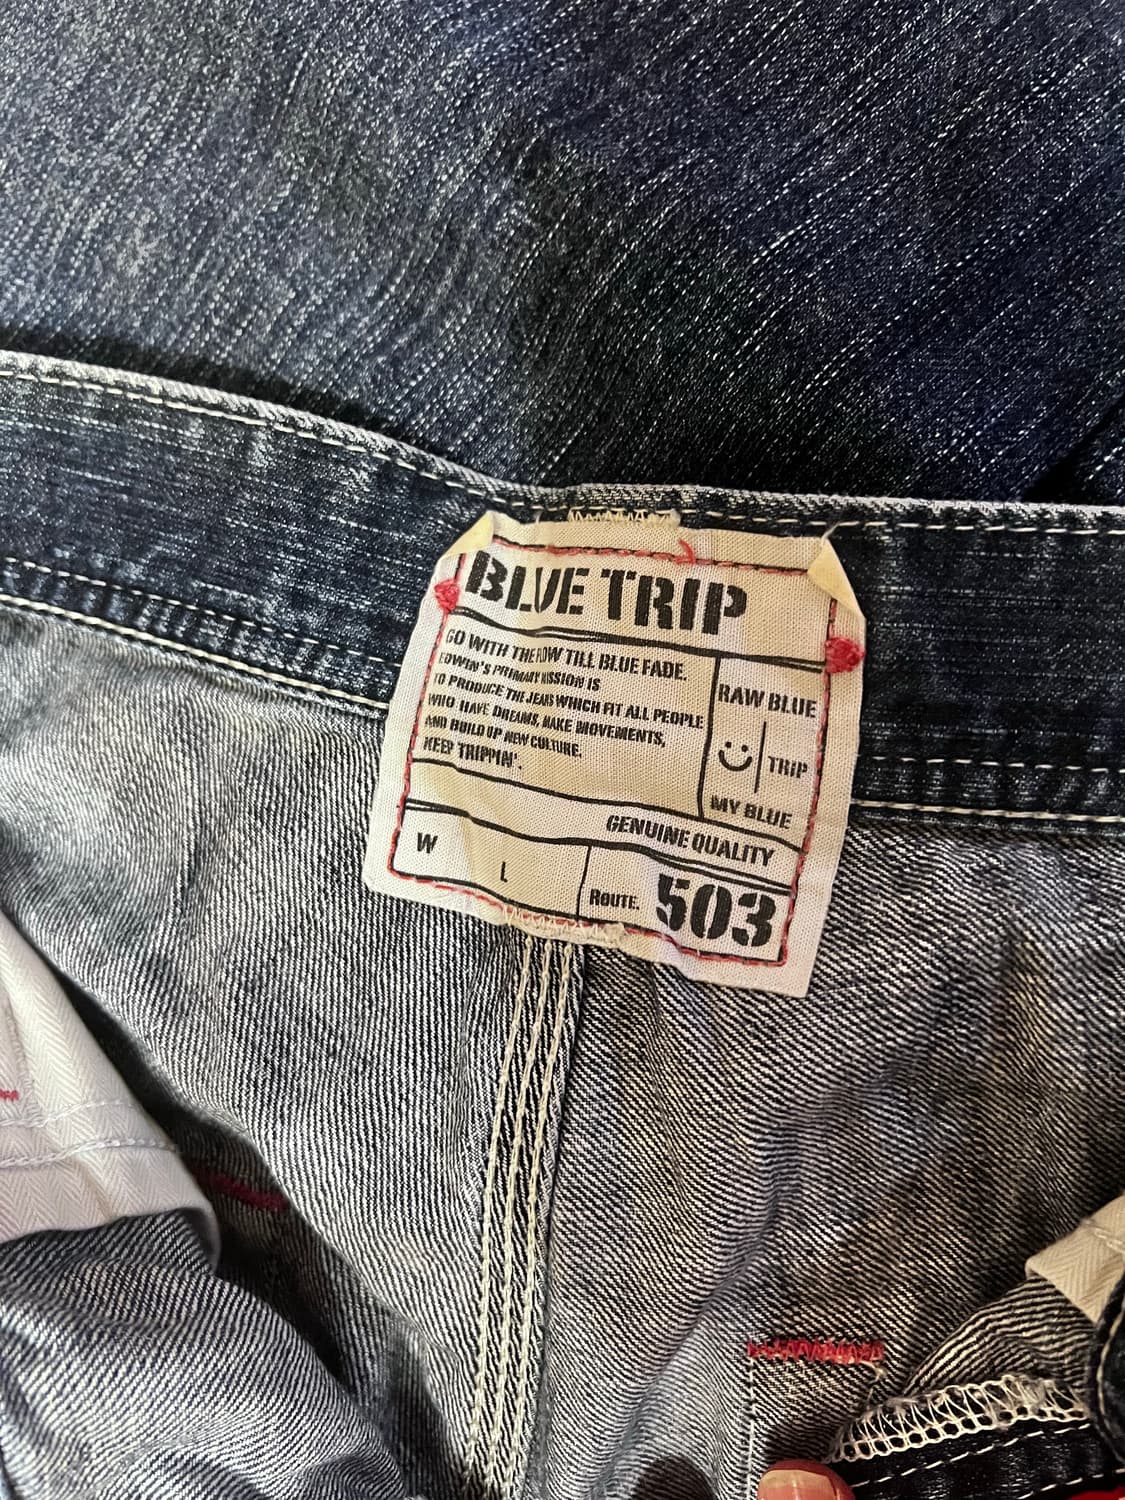 BLUE TRIP
GO WITH THE FLOW TILL BLUE FADE.
EDWIN'S PRIMARY MISSION IS
TO PRODUCE THE JEANS WHICH FIT ALL PEOPLE
WHO HAVE DREAMS, MAKE MOVEMENTS,
AND BUILD UP NEW CULTURE.
KEEP TRIPPIN'.
RAW BLUE
TRIP
MY BLUE
GENUINE QUALITY
W
L
ROUTE. 503